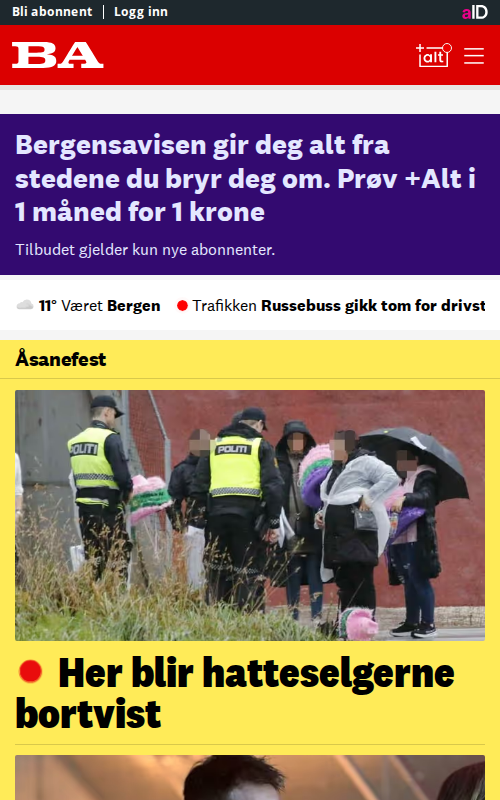 Bli abonnent | Logg inn
aID
BA
+alt
Bergensavisen gir deg alt fra
stedene du bryr deg om. Prøv +Alt i
1 måned for 1 krone
Tilbudet gjelder kun nye abonnenter.
11° Været Bergen Trafikken Russebuss gikk tom for drivst
Åsanefest
POLITI POLITI
Her blir hatteselgerne
bortvist